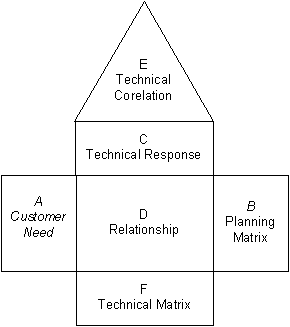 E
Technical
Corelation
C
Technical Response
A
Customer
Need
D
Relationship
B
Planning
Matrix
F
Technical Matrix